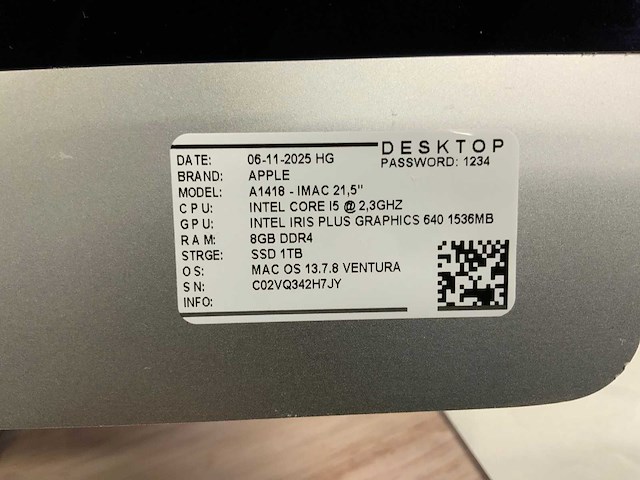 DESKTOP
DATE: 06-11-2025 HG PASSWORD: 1234
BRAND: APPLE
MODEL: A1418 - IMAC 21,5"
CPU: INTEL CORE I5 @ 2,3GHZ
GPU: INTEL IRIS PLUS GRAPHICS 640 1536MB
RAM: 8GB DDR4
STRGE: SSD 1TB
OS: MAC OS 13.7.8 VENTURA
SN: C02VQ342H7JY
INFO: